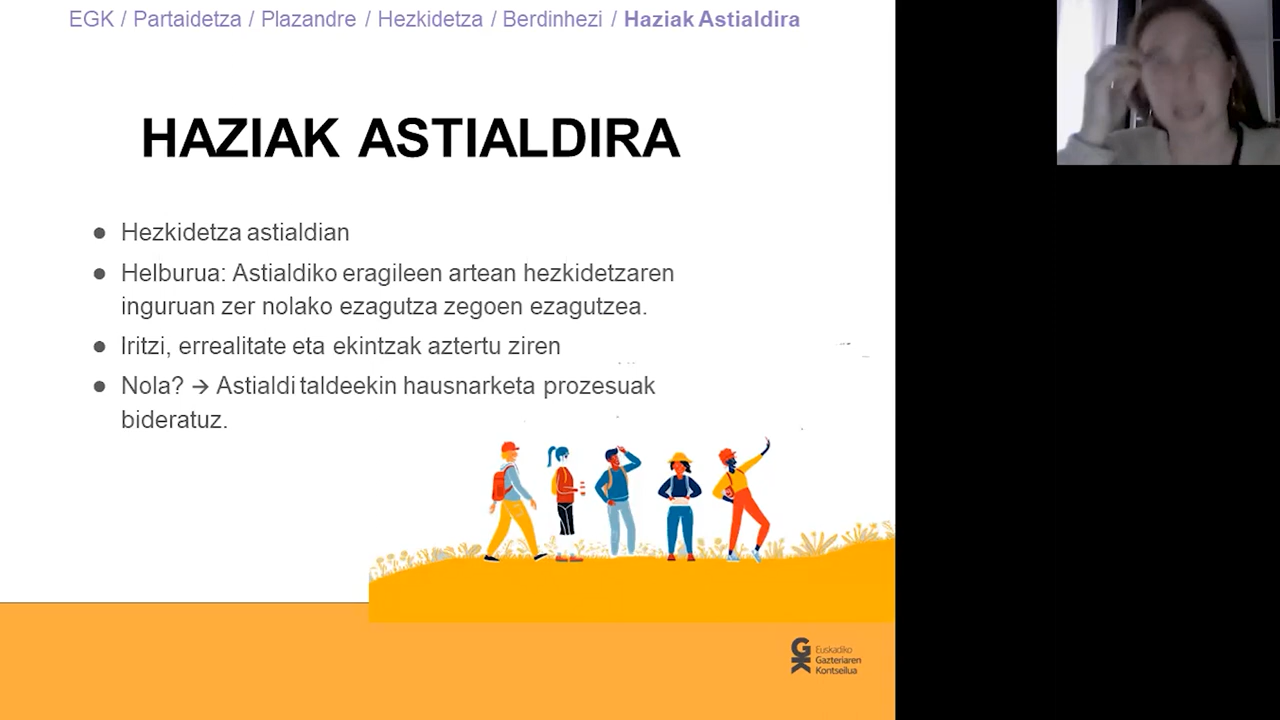 EGK / Partaidetza / Plazandre / Hezkidetza / Berdinhezi / Haziak Astialdira
HAZIAK ASTIALDIRA
● Hezkidetza astialdian
● Helburua: Astialdiko eragileen artean hezkidetzaren
inguruan zer nolako ezagutza zegoen ezagutzea.
● Iritzi, errealitate eta ekintzak aztertu ziren
● Nola? → Astialdi taldeekin hausnarketa prozesuak
bideratuz.
GK
Euskadiko
Gazteriaren
Kontseilua